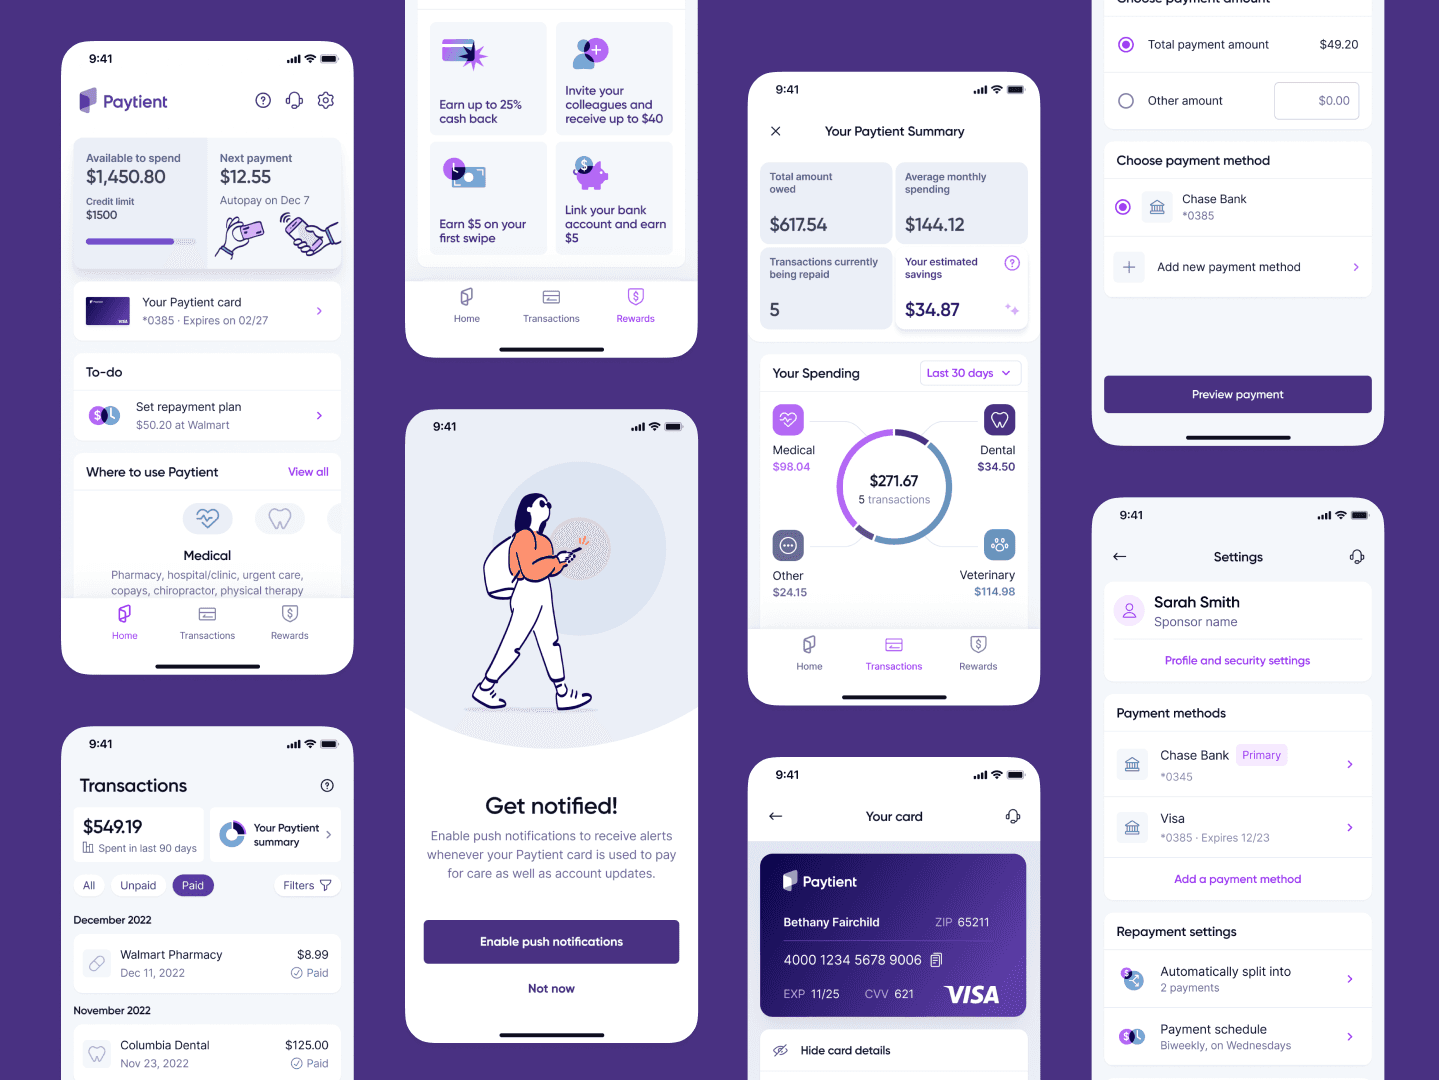 9:41
Paytient
Available to spend
$1,450.80
Credit limit
$1500
Next payment
$12.55
Autopay on Dec 7
Your Paytient card
*0385 · Expires on 02/27
VISA
To-do
Set repayment plan
$50.20 at Walmart
Where to use Paytient
View all
Medical
Pharmacy, hospital/clinic, urgent care,
copays, chiropractor, physical therapy
Home
Transactions
Rewards
9:41
Transactions
$549.19
Spent in last 90 days
Your Paytient
summary
All
Unpaid
Paid
Filters
December 2022
Walmart Pharmacy
$8.99
Dec 11, 2022
Paid
November 2022
Columbia Dental
$125.00
Nov 23, 2022
Paid
Earn up to 25%
cash back
Invite your
colleagues and
receive up to $40
Earn $5 on your
first swipe
Link your bank
account and earn
$5
Home
Transactions
Rewards
9:41
Get notified!
Enable push notifications to receive alerts
whenever your Paytient card is used to pay
for care as well as account updates.
Enable push notifications
Not now
9:41
Your Paytient Summary
Total amount
owed
$617.54
Average monthly
spending
$144.12
Transactions currently
being repaid
5
Your estimated
savings
$34.87
Your Spending
Last 30 days
Medical
$98.04
Dental
$34.50
$271.67
5 transactions
Other
$24.15
Veterinary
$114.98
Home
Transactions
Rewards
9:41
Your card
Paytient
Bethany Fairchild
ZIP 65211
4000 1234 5678 9006
EXP 11/25
CVV 621
VISA
Hide card details
Choose payment amount
Total payment amount
$49.20
Other amount
$0.00
Choose payment method
Chase Bank
*0385
Add new payment method
Preview payment
9:41
Settings
Sarah Smith
Sponsor name
Profile and security settings
Payment methods
Chase Bank
Primary
*0345
Visa
*0385 · Expires 12/23
Add a payment method
Repayment settings
Automatically split into
2 payments
Payment schedule
Biweekly, on Wednesdays